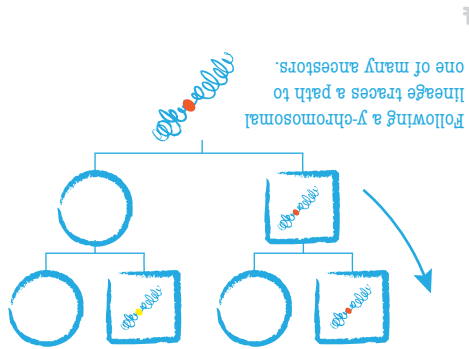 Following a y-chromosomal
lineage traces a path to
one of many ancestors.